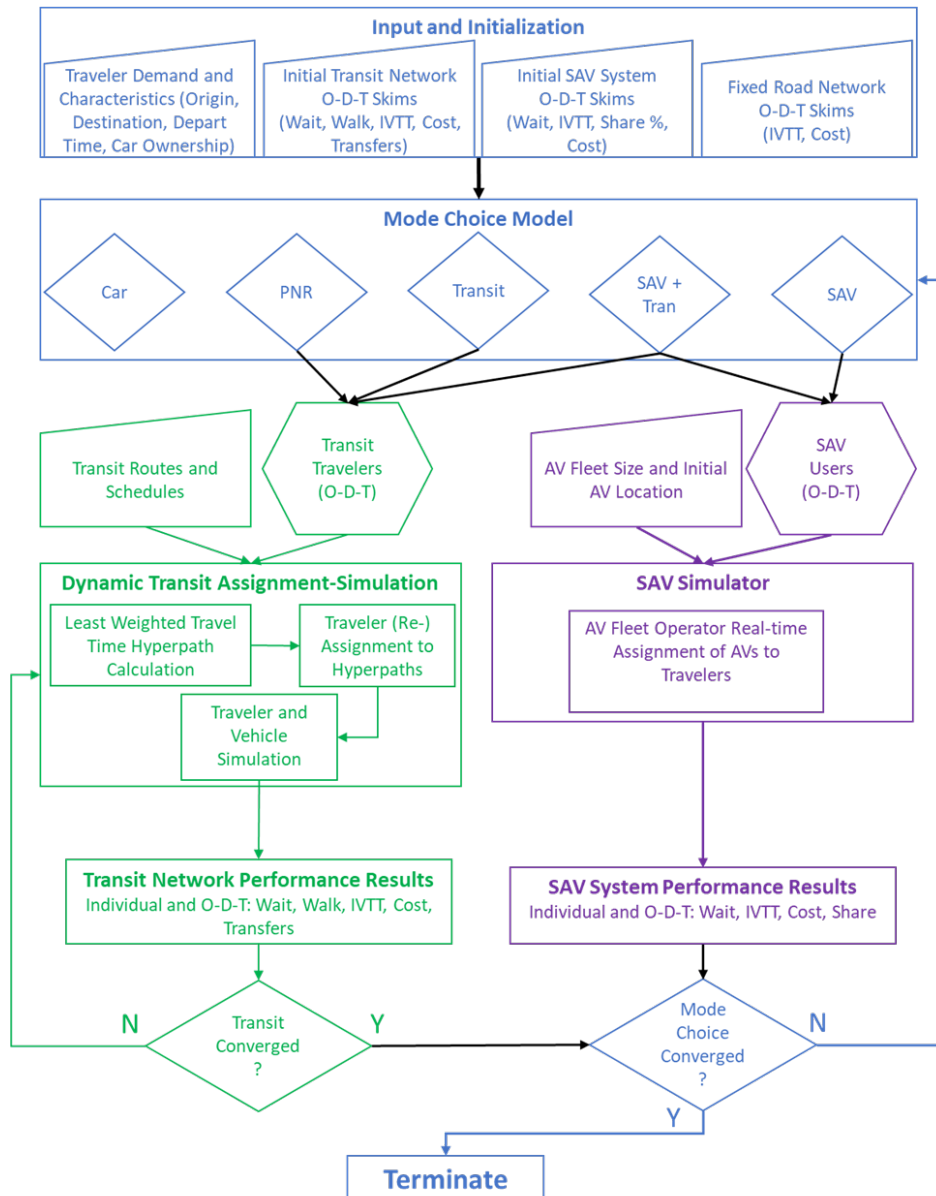 Input and Initialization
Traveler Demand and
Characteristics (Origin,
Destination, Depart
Time, Car Ownership)
Initial Transit Network
O-D-T Skims
(Wait, Walk, IVTT, Cost,
Transfers)
Initial SAV System
O-D-T Skims
(Wait, IVTT, Share %,
Cost)
Fixed Road Network
O-D-T Skims
(IVTT, Cost)
Mode Choice Model
Car
PNR
Transit
SAV +
Tran
SAV
Transit Routes and
Schedules
Transit
Travelers
(O-D-T)
AV Fleet Size and Initial
AV Location
SAV
Users
(O-D-T)
Dynamic Transit Assignment-Simulation
Least Weighted Travel
Time Hyperpath
Calculation
Traveler (Re-)
Assignment to
Hyperpaths
Traveler and
Vehicle
Simulation
SAV Simulator
AV Fleet Operator Real-time
Assignment of AVs to
Travelers
Transit Network Performance Results
Individual and O-D-T: Wait, Walk, IVTT, Cost,
Transfers
SAV System Performance Results
Individual and O-D-T: Wait, IVTT, Cost, Share
N
Transit
Converged
?
Y
Mode
Choice
Converged
?
N
Y
Terminate